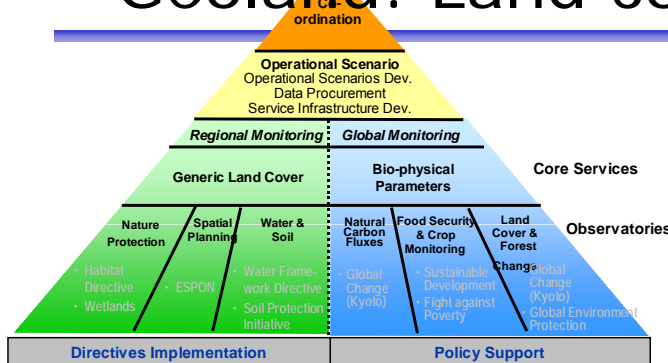 Geoland: Land
ordination
Operational Scenario
Operational Scenarios Dev.
Data Procurement
Service Infrastructure Dev.
Regional Monitoring
Global Monitoring
Generic Land Cover
Bio-physical
Parameters
Core Services
Nature
Protection
Spatial
Planning
Water &
Soil
Natural
Carbon
Fluxes
Food Security
& Crop
Monitoring
Land
Cover &
Forest
Change
Observatories
• Habitat
Directive
• Wetlands
• ESPON
• Water Frame-
work Directive
• Soil Protection
Initiative
• Global
Change
(Kyoto)
• Sustainable
Development
• Fight against
Poverty
Global
Change
(Kyoto)
• Global Environment
Protection
Directives Implementation
Policy Support